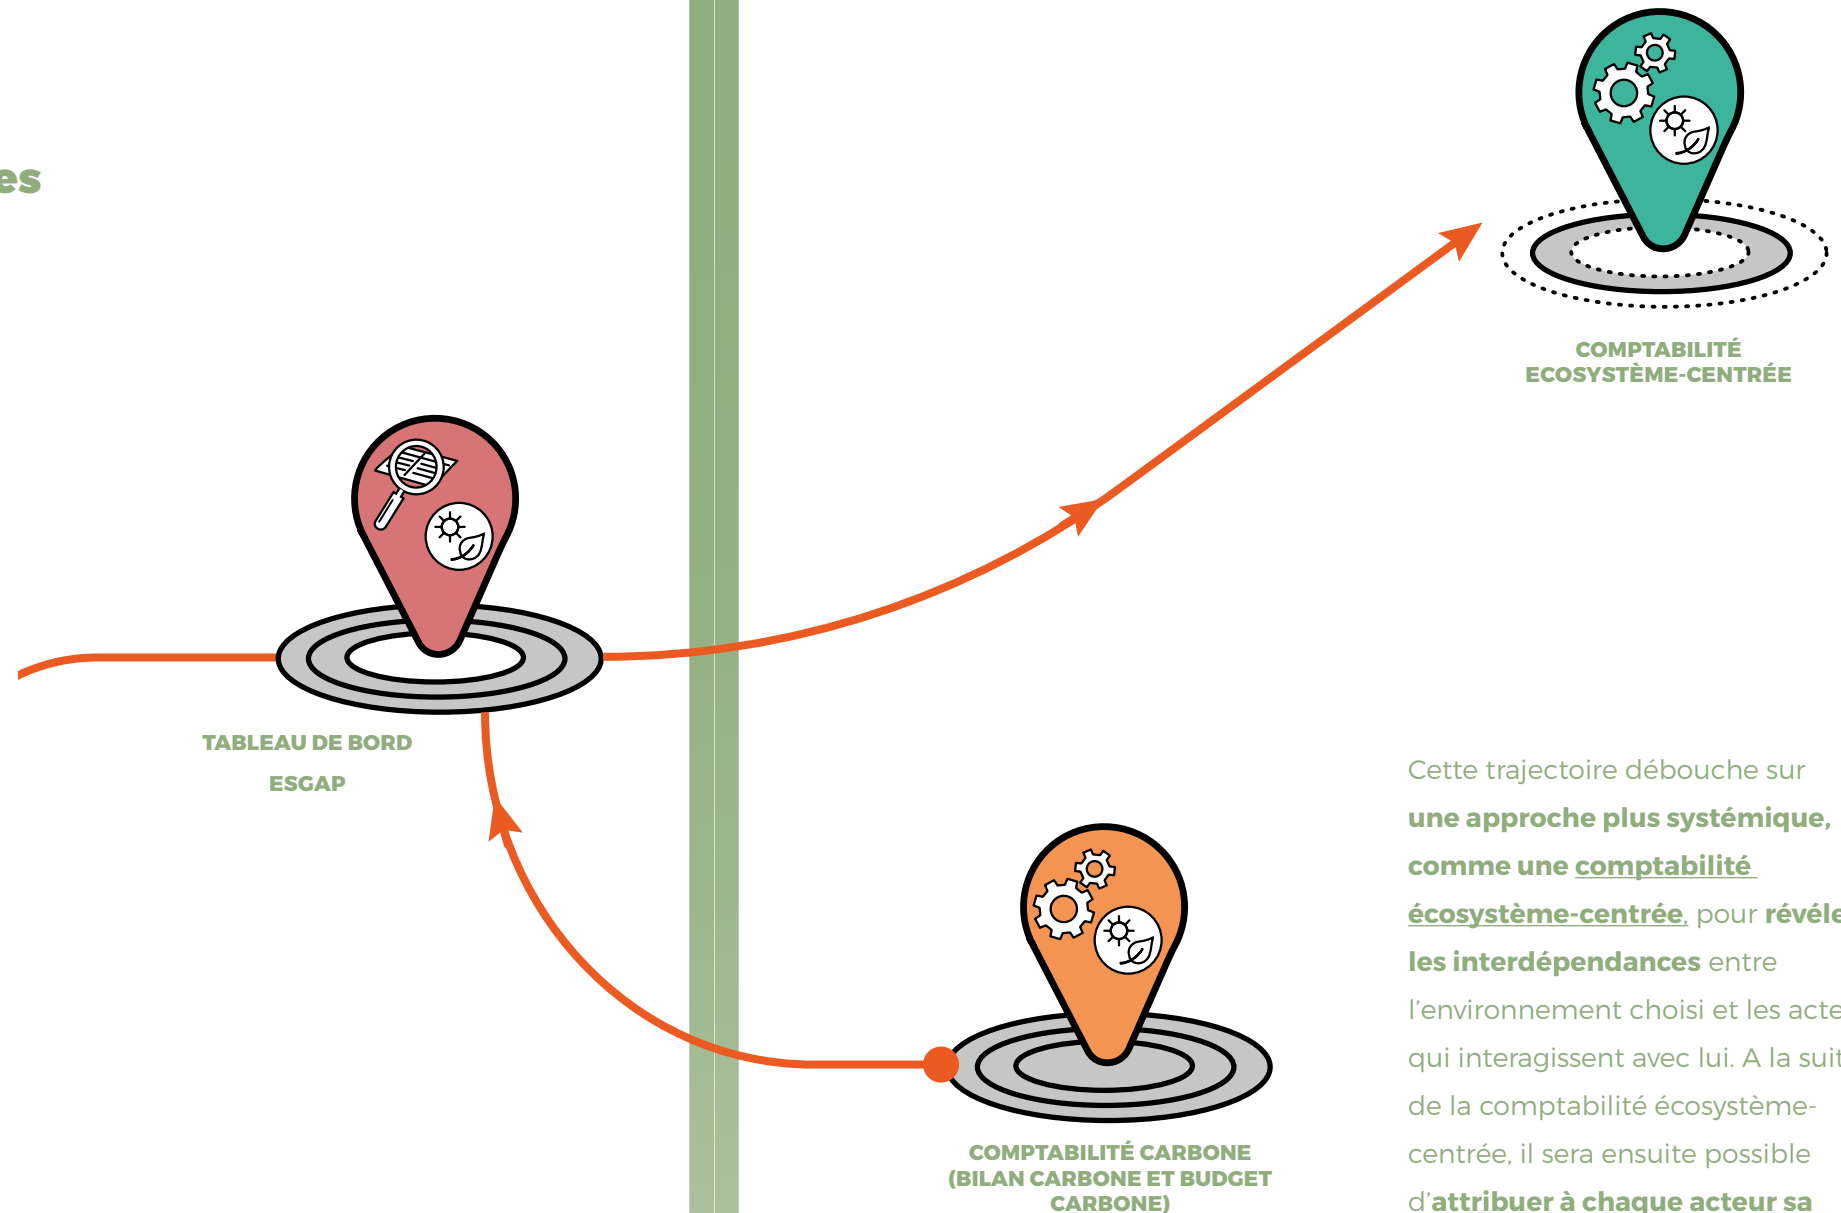 COMPTABILITÉ
ECOSYSTÈME-CENTRÉE
TABLEAU DE BORD
ESGAP
COMPTABILITÉ CARBONE
(BILAN CARBONE ET BUDGET
CARBONE)
Cette trajectoire débouche sur
une approche plus systémique,
comme une comptabilité
écosystème-centrée, pour
les interdépendances entre
l'environnement choisi et les
qui interagissent avec lui. A la
de la comptabilité écosystème-
centrée, il sera ensuite possible
d'attribuer à chaque acteur sa